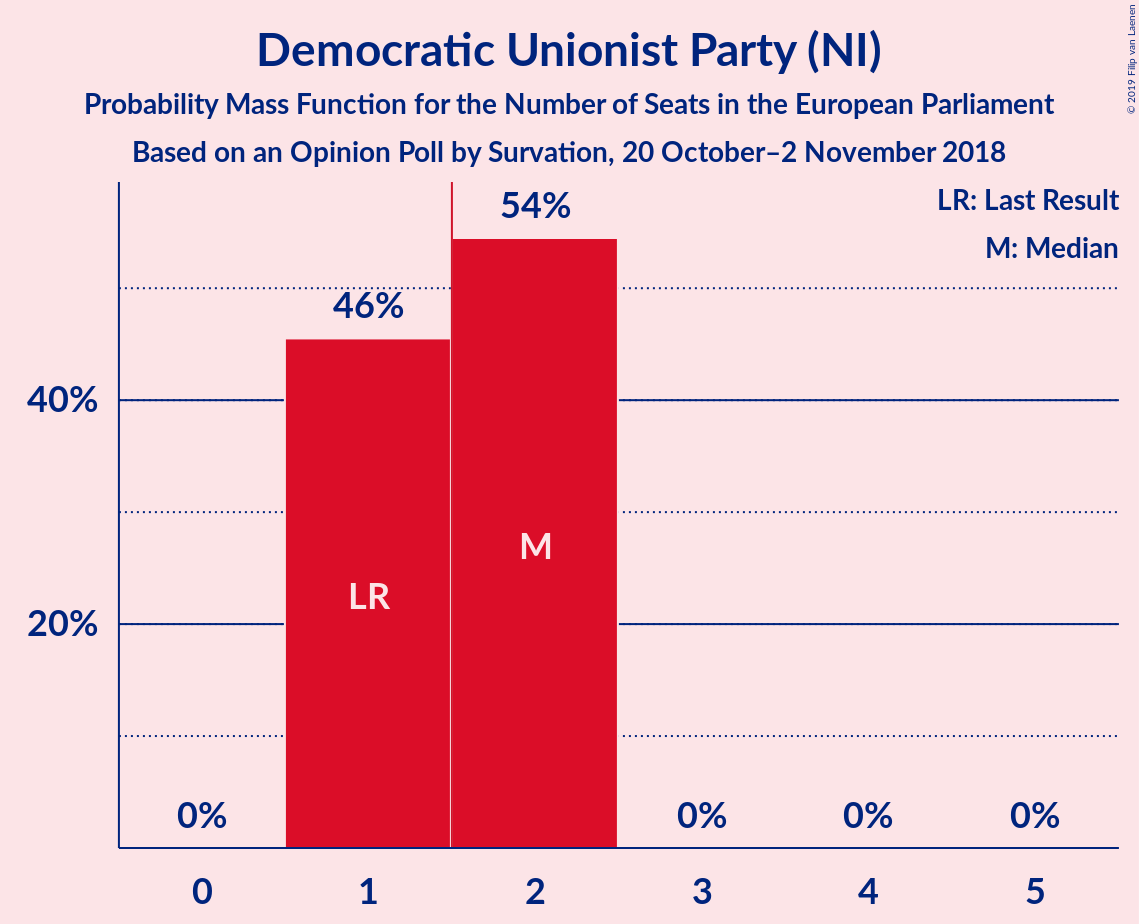 Democratic Unionist Party (NI)
Probability Mass Function for the Number of Seats in the European Parliament
Based on an Opinion Poll by Survation, 20 October–2 November 2018
© 2019 Filip van Laenen
LR: Last Result
M: Median
54%
46%
40%
M
LR
20%
0% 0% 0% 0%
0 1 2 3 4 5